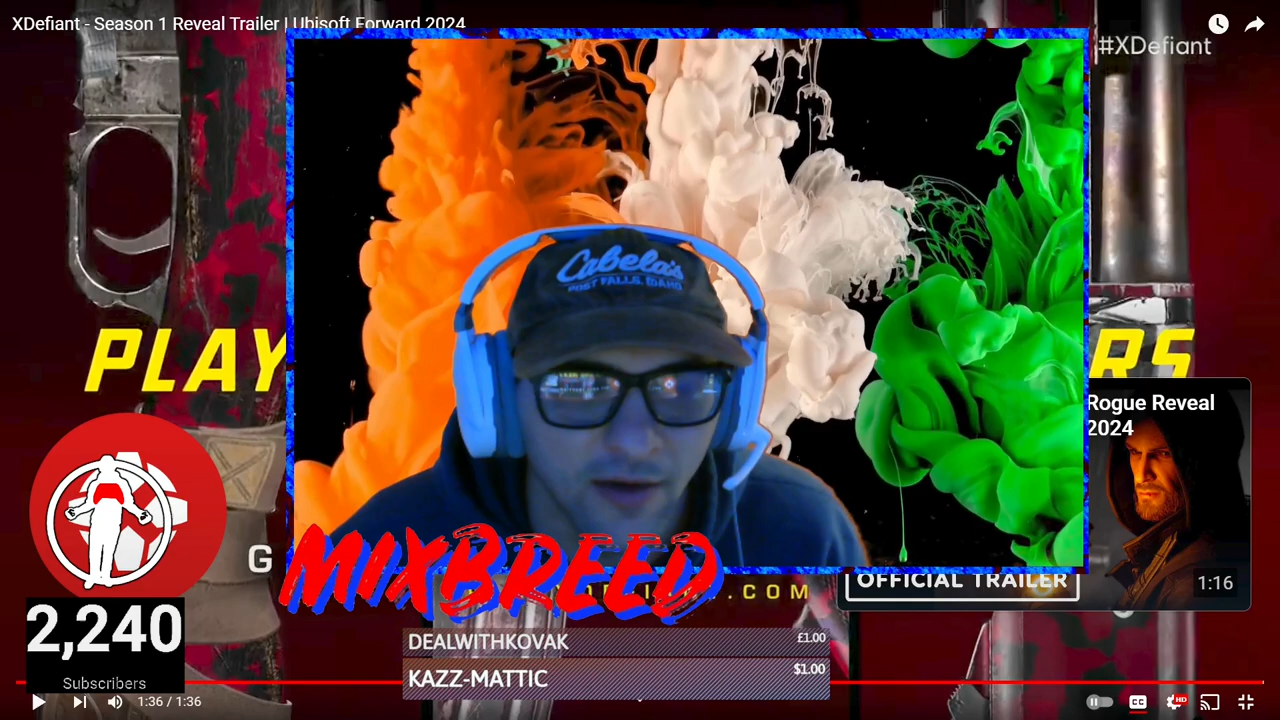 XDefiant - Season 1 Reveal Trailer | Ubisoft Forward 2024
#XDefiant
Cabela's
POST FALLS, IDAHO
PLAY
RS
Rogue Reveal
2024
G
MIXBREED
.COM
OFFICIAL TRAILER
1:16
2,240
Subscribers
DEALWITHKOVAK
£1.00
KAZZ-MATTIC
$1.00
1:36 / 1:36
CC
HD